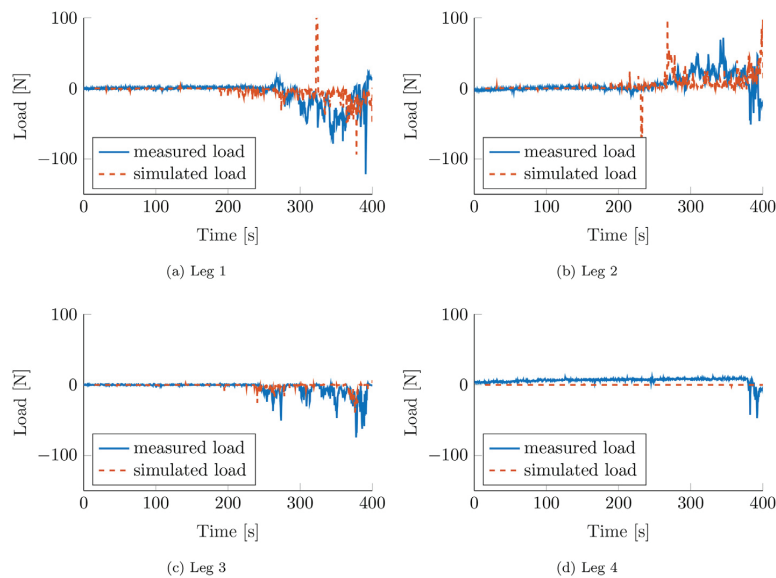 100
0
−100
Load [N]
measured load
simulated load
0 100 200 300 400
Time [s]
(a) Leg 1
100
0
−100
Load [N]
measured load
simulated load
0 100 200 300 400
Time [s]
(b) Leg 2
100
0
−100
Load [N]
measured load
simulated load
0 100 200 300 400
Time [s]
(c) Leg 3
100
0
−100
Load [N]
measured load
simulated load
0 100 200 300 400
Time [s]
(d) Leg 4